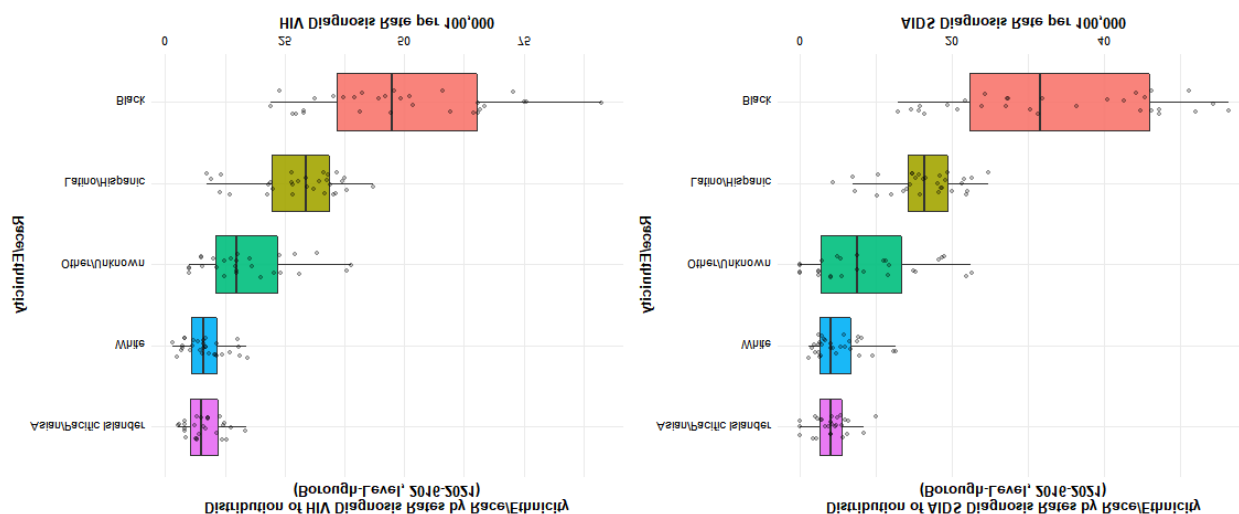 HIV Diagnosis Rate per 100,000
0 25 50 75
Black
Latino/Hispanic
Other/Unknown
White
Asian/Pacific Islander
Race/Ethnicity
(Borough-Level, 2016-2021)
Distribution of HIV Diagnosis Rates by Race/Ethnicity
AIDS Diagnosis Rate per 100,000
0 20 40
Black
Latino/Hispanic
Other/Unknown
White
Asian/Pacific Islander
Race/Ethnicity
(Borough-Level, 2016-2021)
Distribution of AIDS Diagnosis Rates by Race/Ethnicity